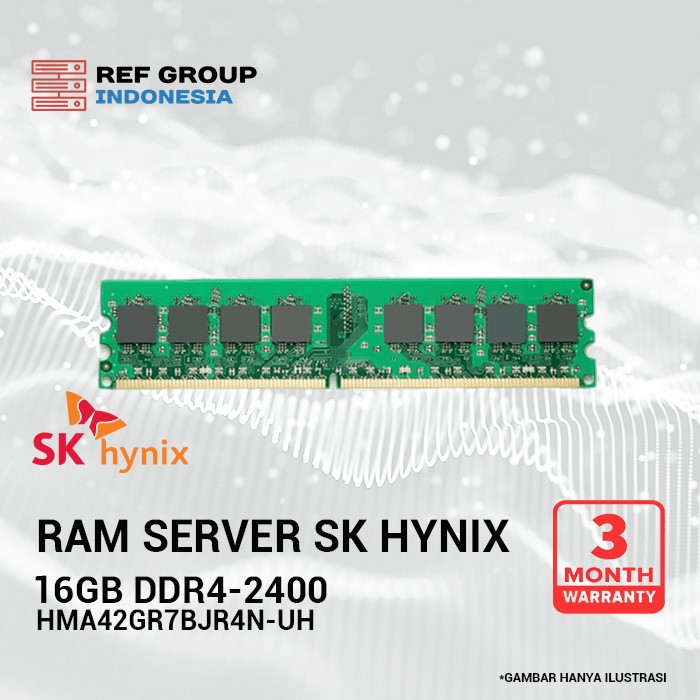 REF GROUP
INDONESIA
SK hynix
RAM SERVER SK HYNIX
16GB DDR4-2400
HMA42GR7BJR4N-UH
3
MONTH
WARRANTY
*GAMBAR HANYA ILUSTRASI